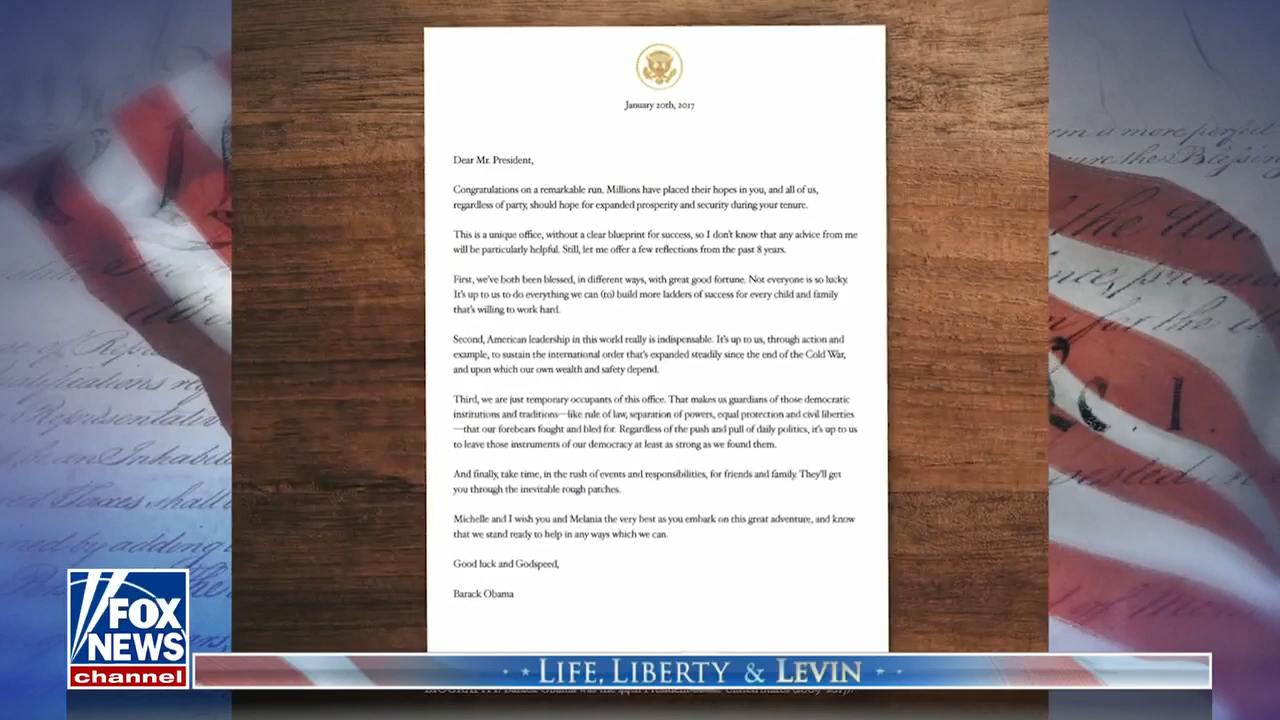 January 20th, 2017
Dear Mr. President,
Congratulations on a remarkable run. Millions have placed their hopes in you, and all of us,
regardless of party, should hope for expanded prosperity and security during your tenure.
This is a unique office, without a clear blueprint for success, so I don't know that any advice from me
will be particularly helpful. Still, let me offer a few reflections from the past 8 years.
First, we've both been blessed, in different ways, with great good fortune. Not everyone is so lucky.
It's up to us to do everything we can (to) build more ladders of success for every child and family
that's willing to work hard.
Second, American leadership in this world really is indispensable. It's up to us, through action and
example, to sustain the international order that's expanded steadily since the end of the Cold War,
and upon which our own wealth and safety depend.
Third, we are just temporary occupants of this office. That makes us guardians of those democratic
institutions and traditions—like rule of law, separation of powers, equal protection and civil liberties
—that our forebears fought and bled for. Regardless of the push and pull of daily politics, it's up to us
to leave those instruments of our democracy at least as strong as we found them.
And finally, take time, in the rush of events and responsibilities, for friends and family. They'll get
you through the inevitable rough patches.
Michelle and I wish you and Melania the very best as you embark on this great adventure, and know
that we stand ready to help in any ways which we can.
Good luck and Godspeed,
Barack Obama
FOX
NEWS
channel
LIFE, LIBERTY & LEVIN